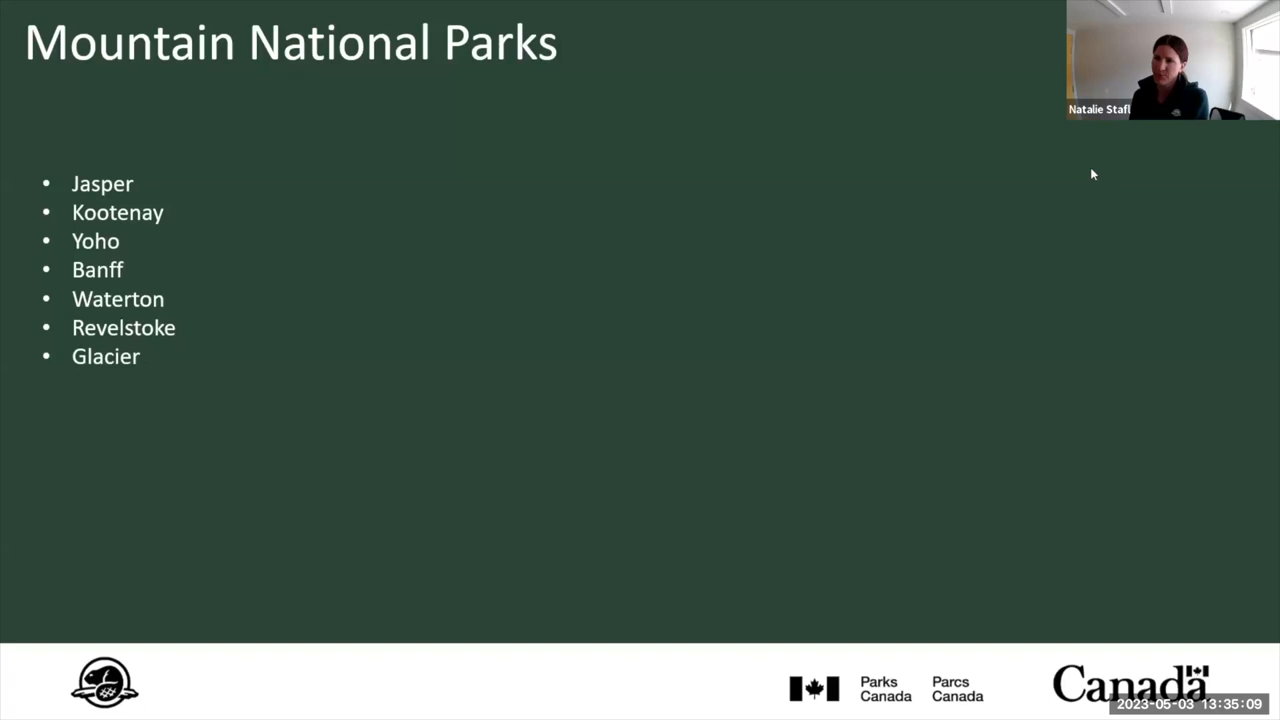 Mountain National Parks
Natalie Stafl
• Jasper
• Kootenay
• Yoho
• Banff
• Waterton
• Revelstoke
• Glacier
Parks Canada
Parcs Canada
Canada
2023-05-03 13:35:09